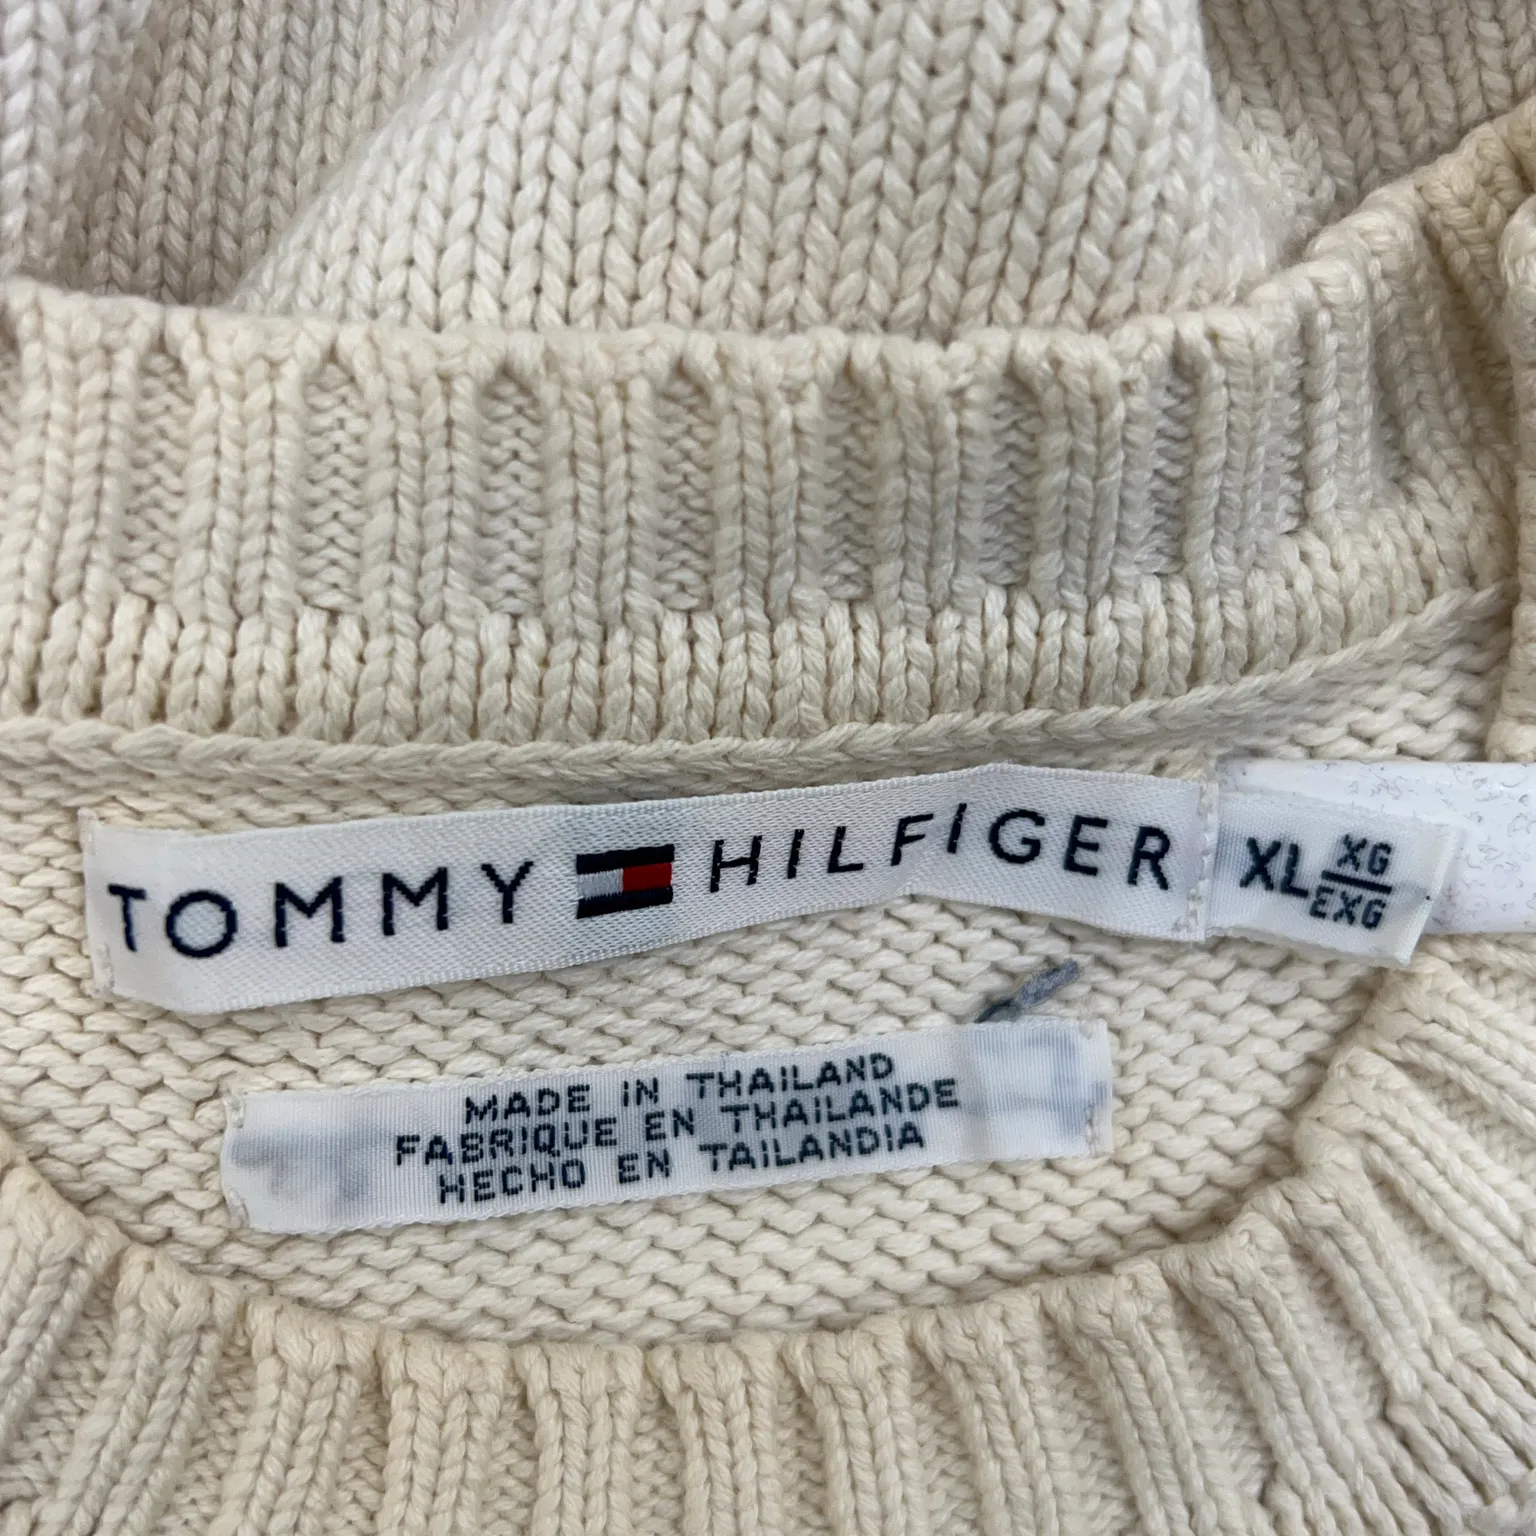 TOMMY HILFIGER
XL XG
EXG
MADE IN THAILAND
FABRIQUE EN THAILANDE
HECHO EN TAILANDIA